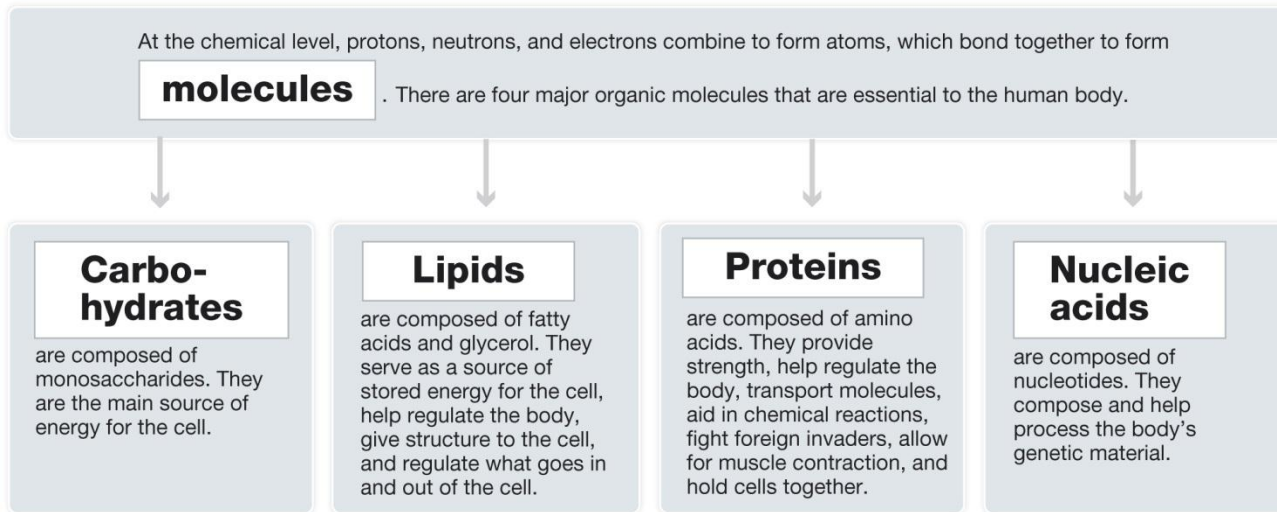 At the chemical level, protons, neutrons, and electrons combine to form atoms, which bond together to form
molecules . There are four major organic molecules that are essential to the human body.
Carbo-
hydrates
are composed of
monosaccharides. They
are the main source of
energy for the cell.
Lipids
are composed of fatty
acids and glycerol. They
serve as a source of
stored energy for the cell,
help regulate the body,
give structure to the cell,
and regulate what goes in
and out of the cell.
Proteins
are composed of amino
acids. They provide
strength, help regulate the
body, transport molecules,
aid in chemical reactions,
fight foreign invaders, allow
for muscle contraction, and
hold cells together.
Nucleic
acids
are composed of
nucleotides. They
compose and help
process the body’s
genetic material.